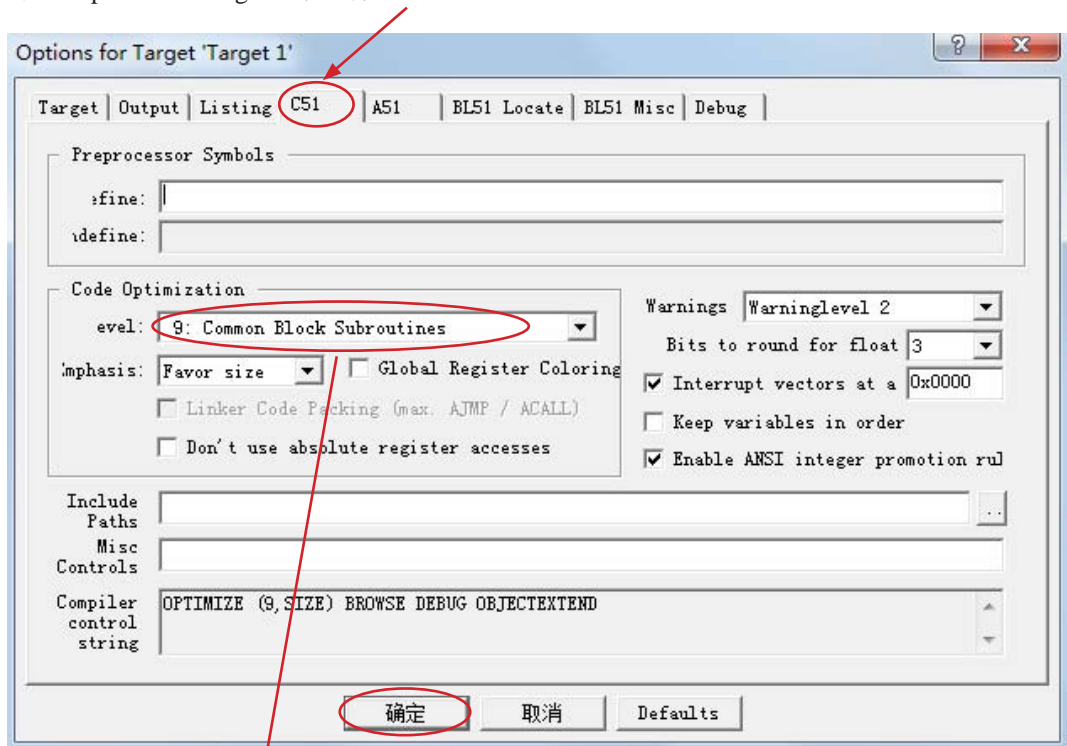 Options for Target 'Target 1'
Target Output Listing C51 A51 BL51 Locate BL51 Misc Debug
Preprocessor Symbols
efine:
define:
Code Optimization
evel: 9: Common Block Subroutines
Warnings Warninglevel 2
Bits to round for float 3
mphasis: Favor size Global Register Coloring
Interrupt vectors at a 0x0000
Linker Code Packing (max. AJMP / ACALL)
Keep variables in order
Don't use absolute register accesses
Enable ANSI integer promotion rul
Include
Paths
..
Misc
Controls
Compiler
control
string
OPTIMIZE (9,SIZE) BROWSE DEBUG OBJECTEXTEND
确定 取消 Defaults